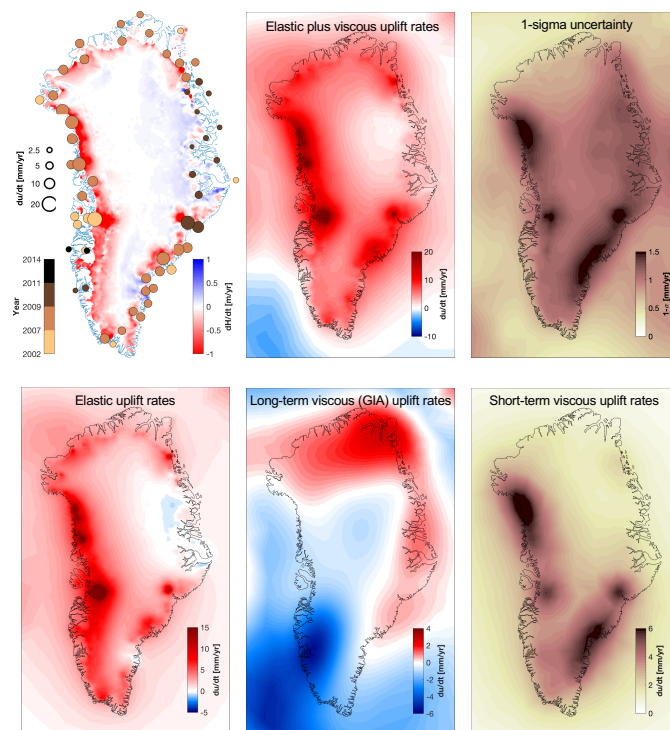 du/dt [mm/yr]
2.5
5
10
20
2014
2011
2009
2007
2002
Year
1
0.5
0
-0.5
-1
dH/dt [m/yr]
Elastic plus viscous uplift rates
20
10
0
-10
du/dt [mm/yr]
1-sigma uncertainty
1.5
1
0.5
0
1-σ [mm/yr]
Elastic uplift rates
15
10
5
0
-5
du/dt [mm/yr]
Long-term viscous (GIA) uplift rates
4
2
0
-2
-4
-6
du/dt [mm/yr]
Short-term viscous uplift rates
6
4
2
0
du/dt [mm/yr]